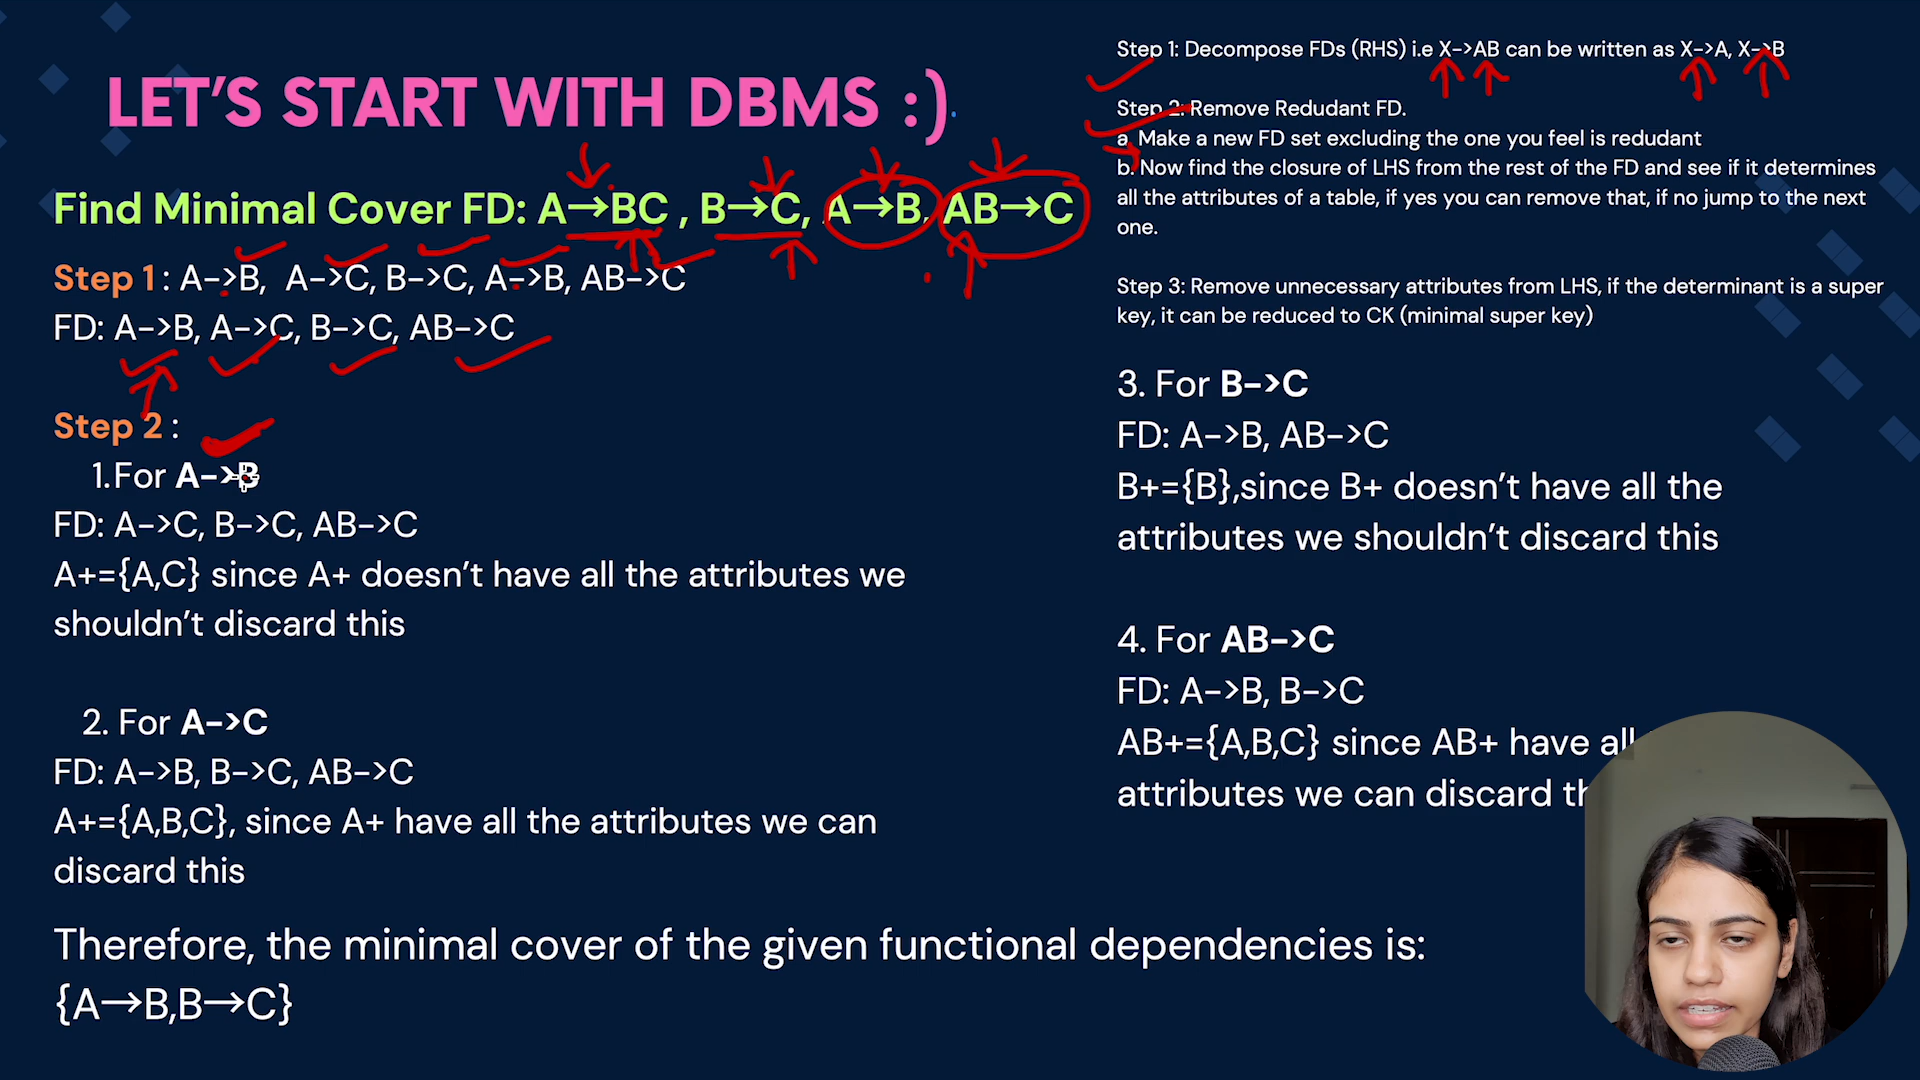 LET'S START WITH DBMS :)
Find Minimal Cover FD: A→BC , B→C, A→B, AB→C
Step 1 : A->B, A->C, B->C, A->B, AB->C
FD: A->B, A->C, B->C, AB->C
Step 2 :
1.For A->B
FD: A->C, B->C, AB->C
A+={A,C} since A+ doesn't have all the attributes we
shouldn't discard this
2. For A->C
FD: A->B, B->C, AB->C
A+={A,B,C}, since A+ have all the attributes we can
discard this
Step 1: Decompose FDs (RHS) i.e X->AB can be written as X->A, X->B
Step 2: Remove Redudant FD.
a. Make a new FD set excluding the one you feel is redudant
b. Now find the closure of LHS from the rest of the FD and see if it determines
all the attributes of a table, if yes you can remove that, if no jump to the next
one.
Step 3: Remove unnecessary attributes from LHS, if the determinant is a super
key, it can be reduced to CK (minimal super key)
3. For B->C
FD: A->B, AB->C
B+={B},since B+ doesn't have all the
attributes we shouldn't discard this
4. For AB->C
FD: A->B, B->C
AB+={A,B,C} since AB+ have all
attributes we can discard
Therefore, the minimal cover of the given functional dependencies is:
{A→B,B→C}